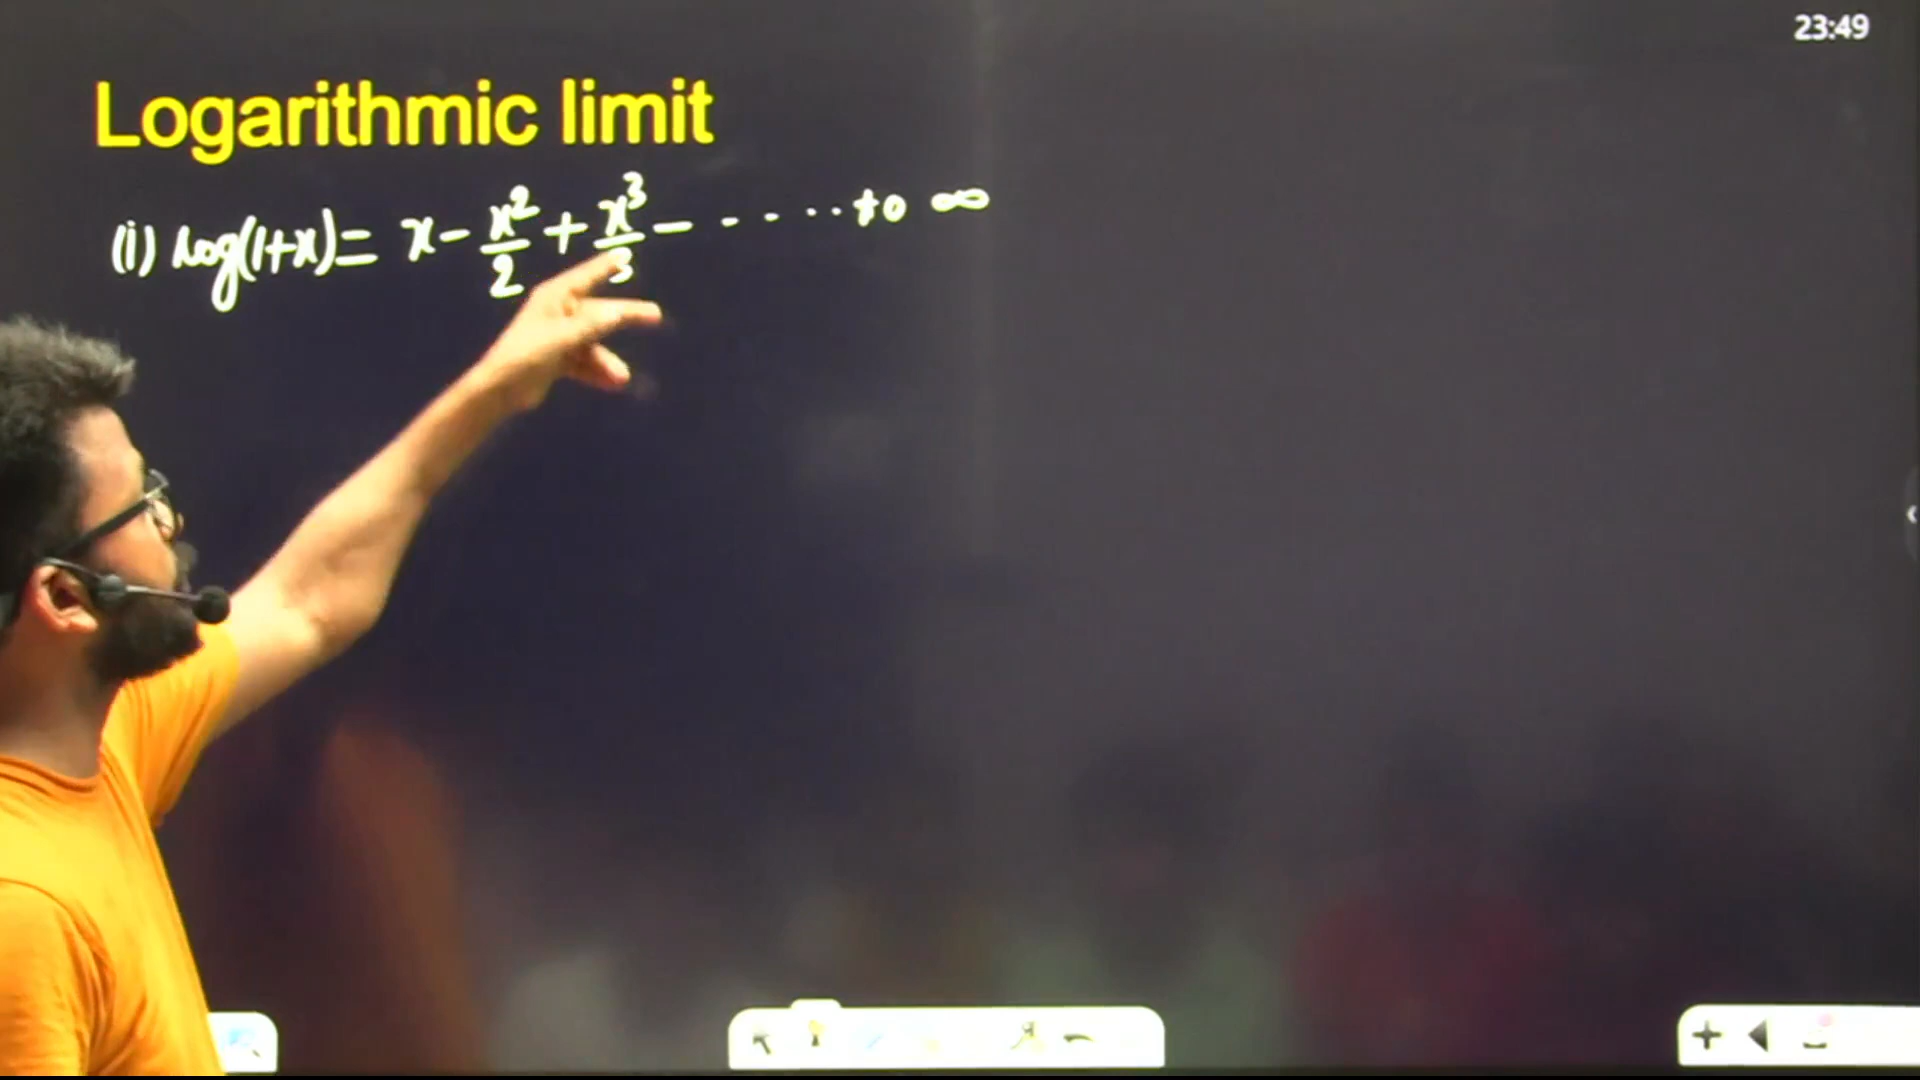 23:49
Logarithmic limit
(i) log(1+x) = x - x²/2 + x³/3 - - - ... to ∞